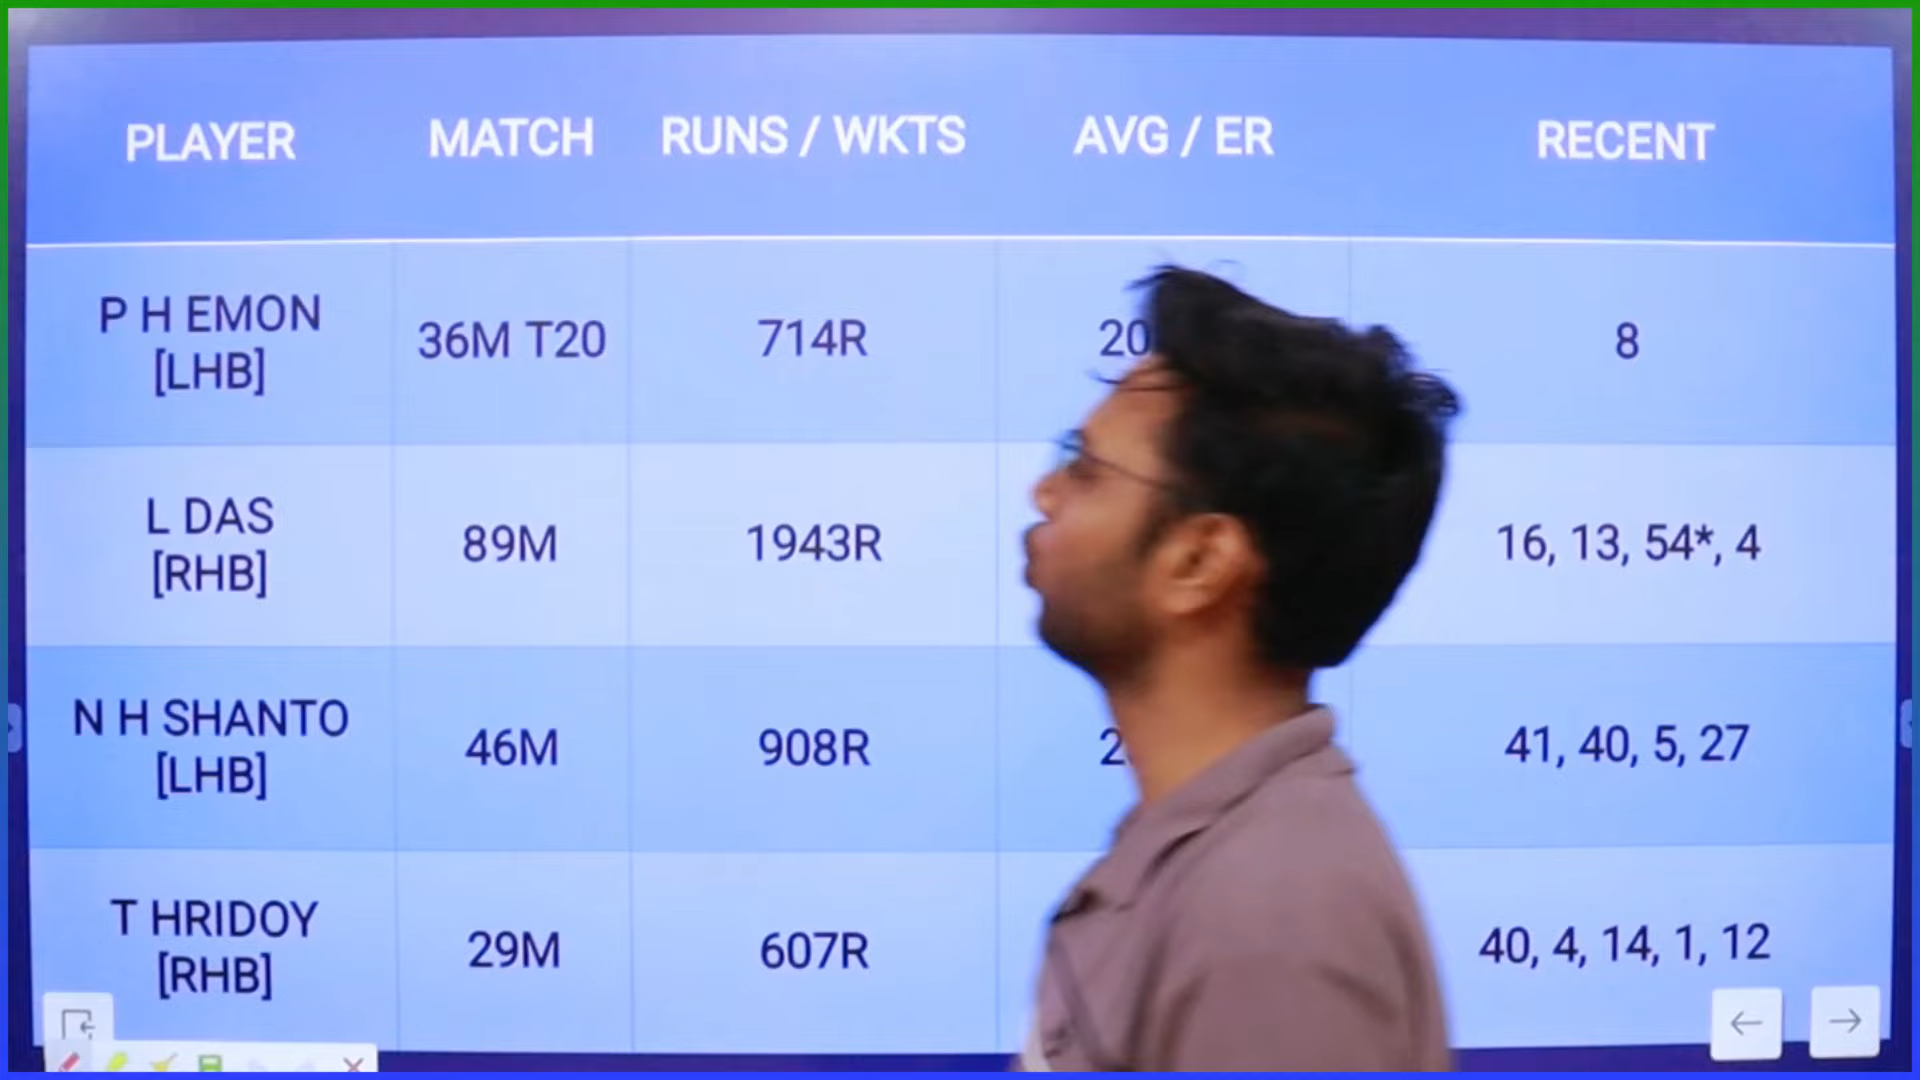 PLAYER MATCH RUNS / WKTS AVG / ER RECENT
P H EMON
[LHB] 36M T20 714R 20 8
L DAS
[RHB] 89M 1943R 16, 13, 54*, 4
N H SHANTO
[LHB] 46M 908R 41, 40, 5, 27
T HRIDOY
[RHB] 29M 607R 40, 4, 14, 1, 12